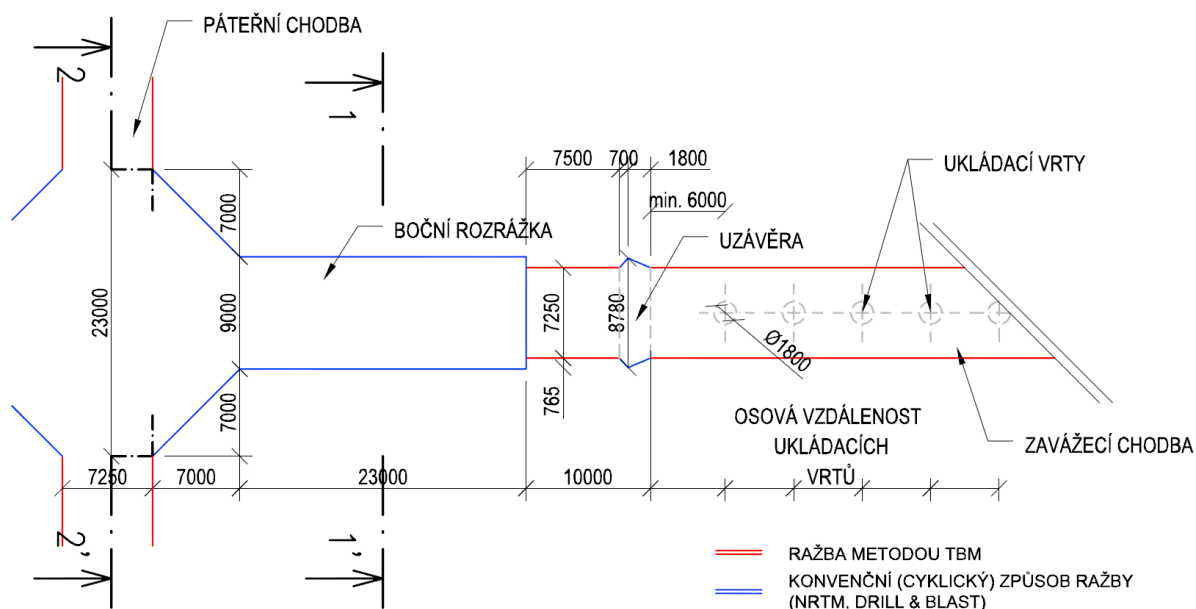 PÁTEŘNÍ CHODBA
2
1
7500
700
1800
UKLÁDACÍ VRTY
min. 6000
7000
BOČNÍ ROZRÁŽKA
UZÁVĚRA
23000
9000
7250
8780
Ø1800
7000
765
OSOVÁ VZDÁLENOST
UKLÁDACÍCH
VRTŮ
ZAVÁŽECÍ CHODBA
7250
7000
23000
10000
2'
1'
RAŽBA METODOU TBM
KONVENČNÍ (CYKLICKÝ) ZPŮSOB RAŽBY
(NRTM, DRILL & BLAST)